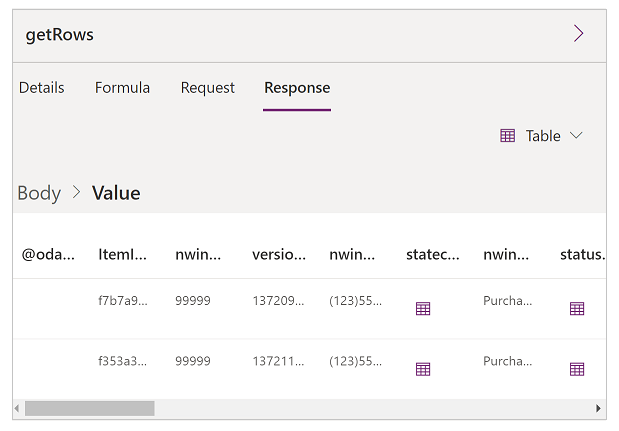 getRows
Details Formula Request Response
Table
Body > Value
@oda... ItemI... nwin... versio... nwin... statec... nwin... status.
f7b7a9... 99999 137209... (123)55... Purcha...
f353a3... 99999 137211... (123)55... Purcha...